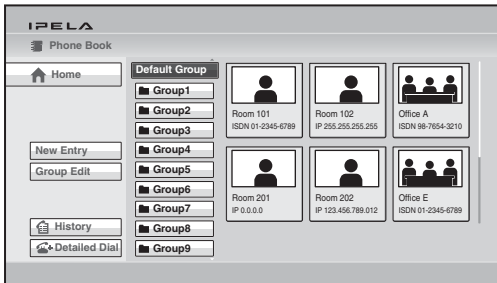 IPELA
Phone Book
Home
New Entry
Group Edit
History
Detailed Dial
Default Group
Group1
Group2
Group3
Group4
Group5
Group6
Group7
Group8
Group9
Room 101
ISDN 01-2345-6789
Room 102
IP 255.255.255.255
Office A
ISDN 98-7654-3210
Room 201
IP 0.0.0.0
Room 202
IP 123.456.789.012
Office E
ISDN 01-2345-6789